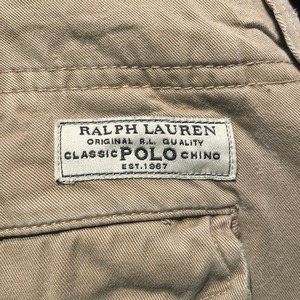 RALPH LAUREN
ORIGINAL R.L. QUALITY
CLASSIC POLO CHINO
EST. 1967